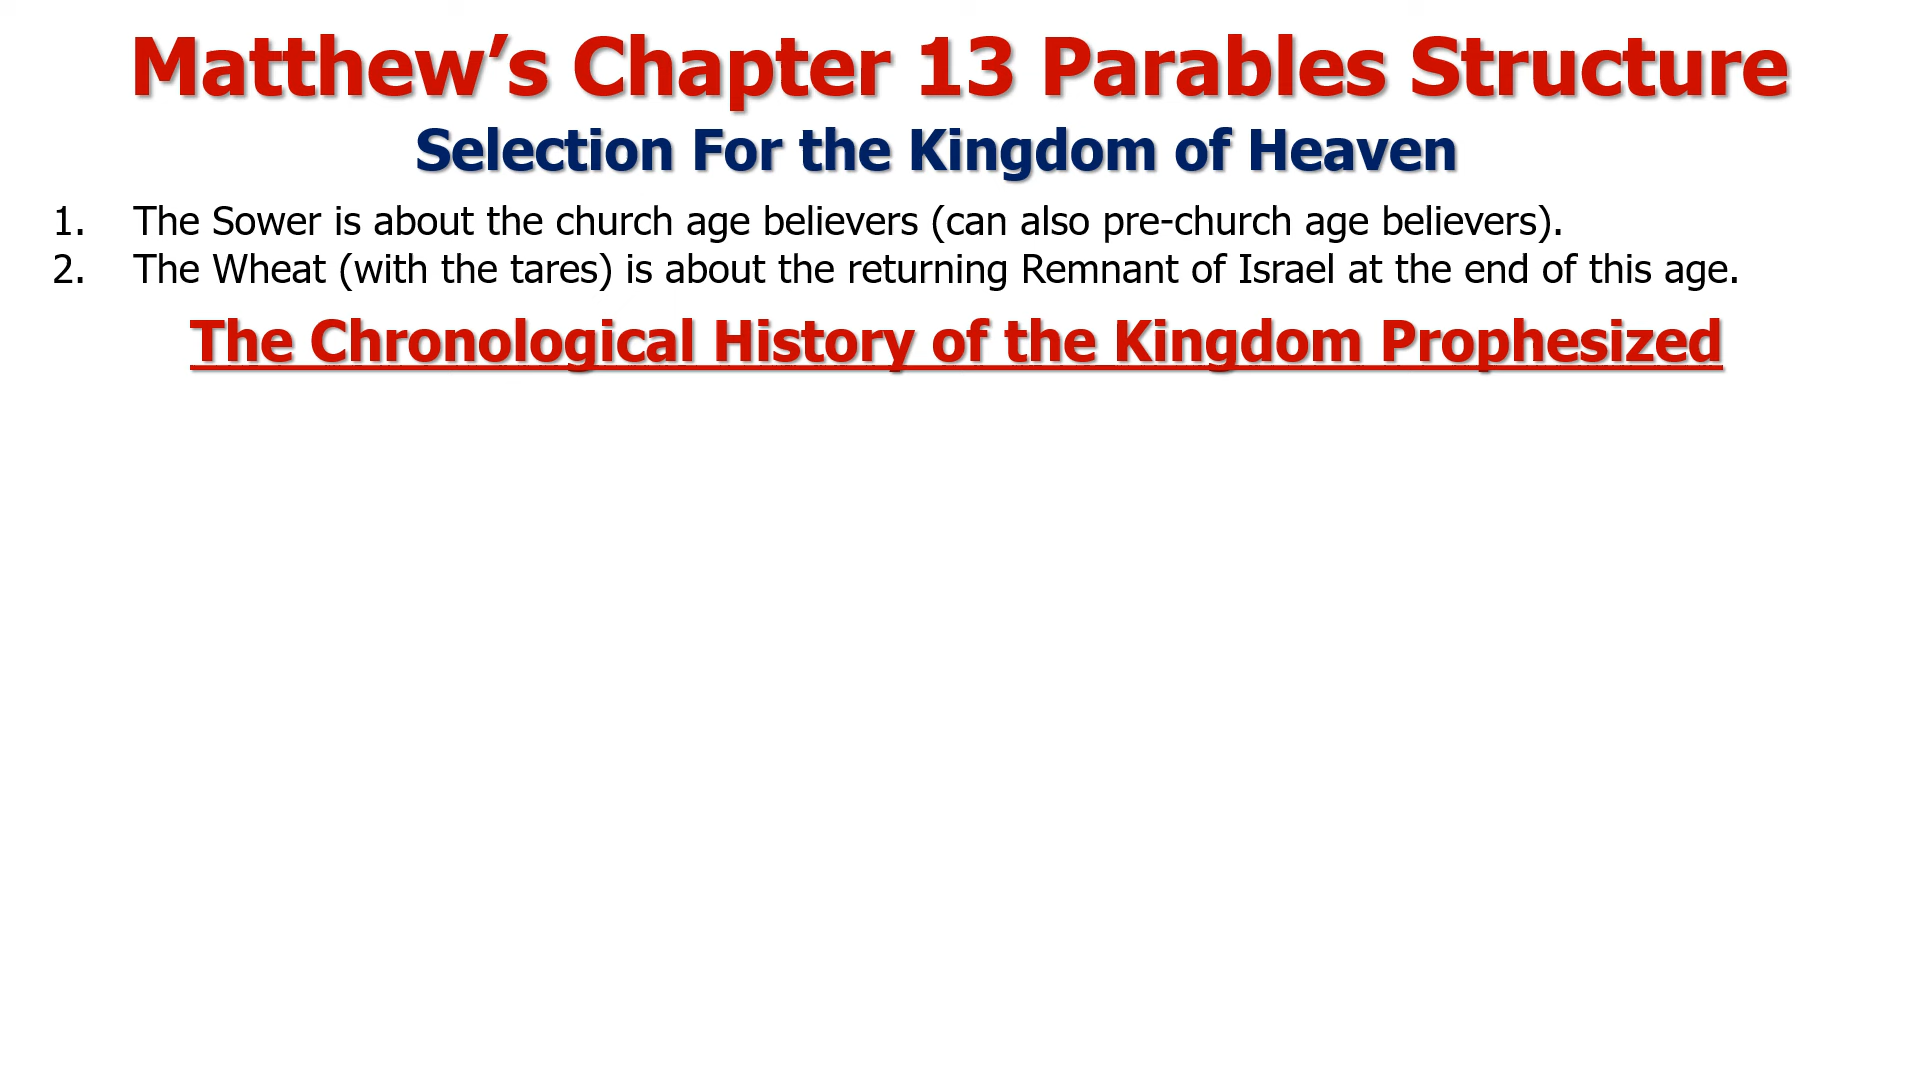 Matthew’s Chapter 13 Parables Structure
Selection For the Kingdom of Heaven
1. The Sower is about the church age believers (can also pre-church age believers).
2. The Wheat (with the tares) is about the returning Remnant of Israel at the end of this age.
The Chronological History of the Kingdom Prophesized